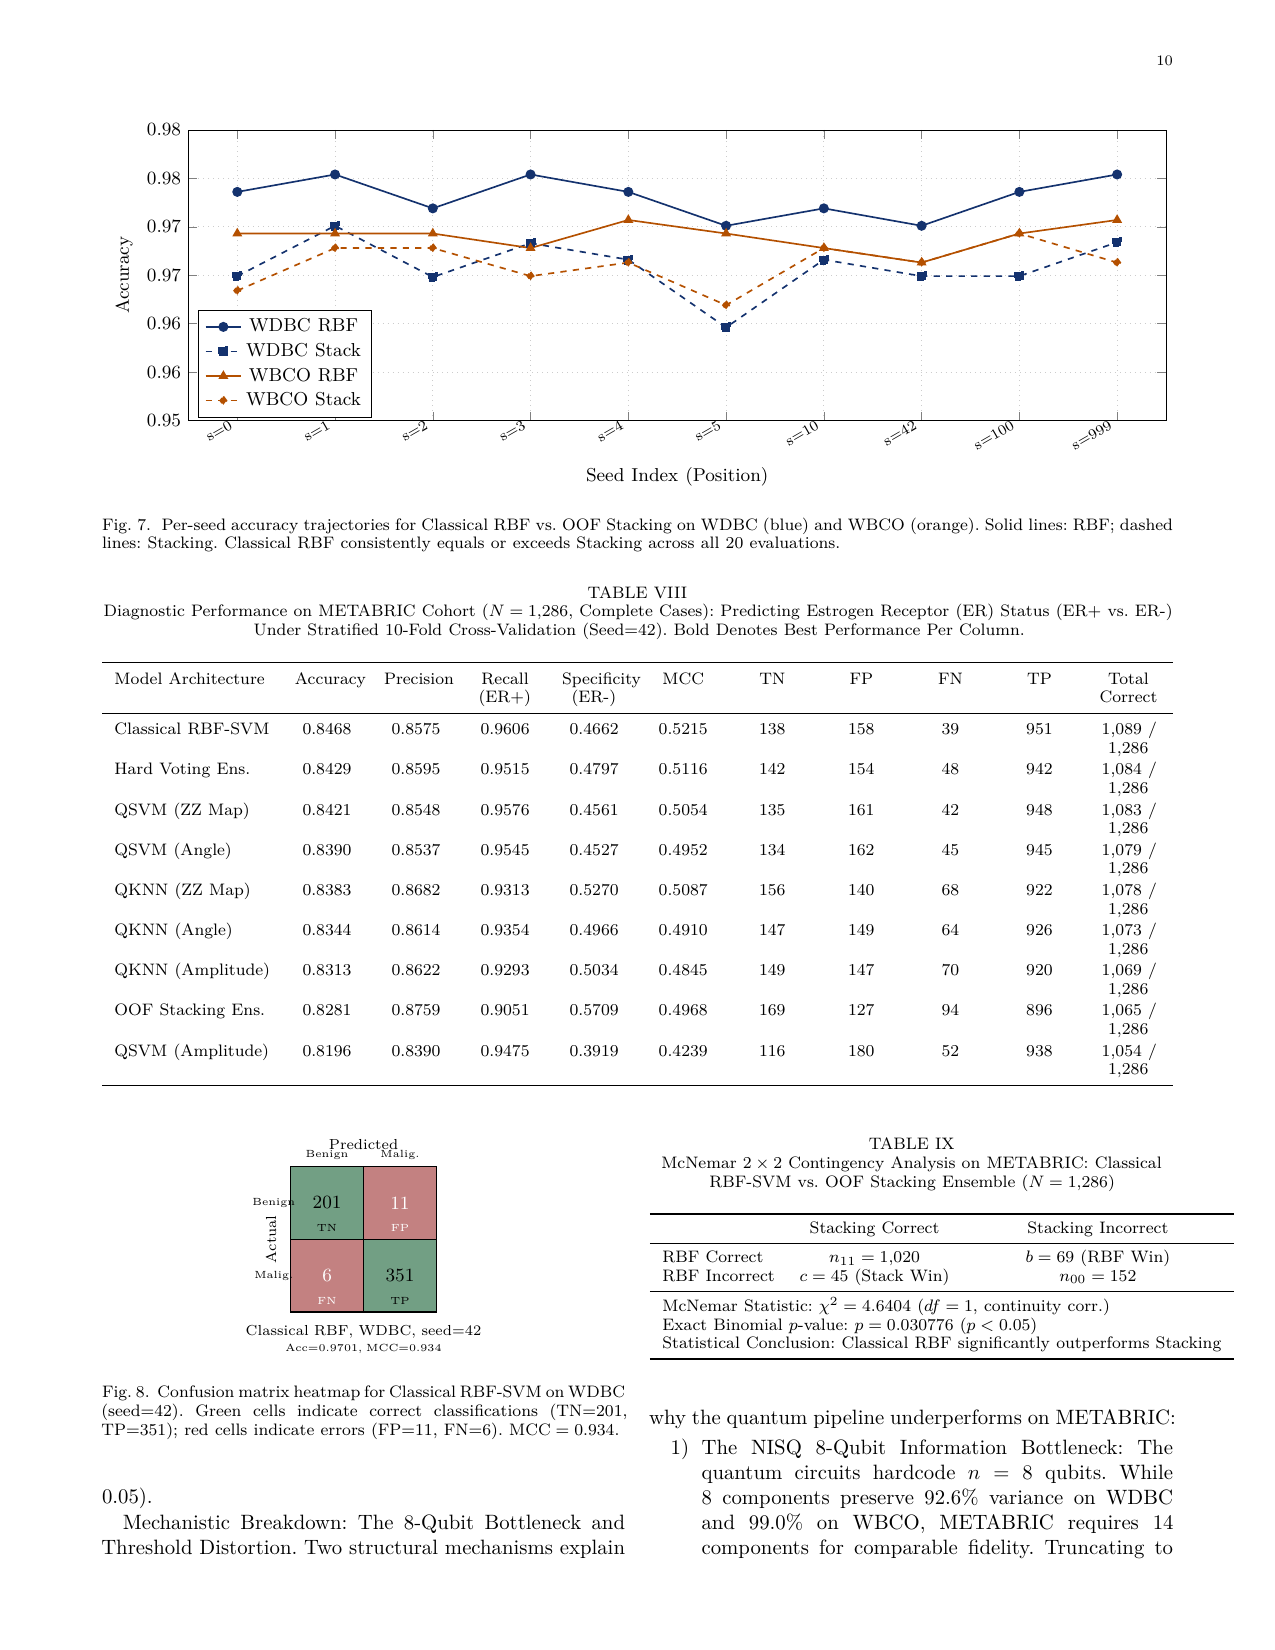 10
0.98
0.98
0.97
0.97
0.96
0.96
0.95
Accuracy
WDBC RBF
WDBC Stack
WBCO RBF
WBCO Stack
s=0 s=1 s=2 s=3 s=4 s=5 s=10 s=42 s=100 s=999
Seed Index (Position)
Fig. 7. Per-seed accuracy trajectories for Classical RBF vs. OOF Stacking on WDBC (blue) and WBCO (orange). Solid lines: RBF; dashed
lines: Stacking. Classical RBF consistently equals or exceeds Stacking across all 20 evaluations.
TABLE VIII
Diagnostic Performance on METABRIC Cohort (N = 1,286, Complete Cases): Predicting Estrogen Receptor (ER) Status (ER+ vs. ER-)
Under Stratified 10-Fold Cross-Validation (Seed=42). Bold Denotes Best Performance Per Column.
Model Architecture Accuracy Precision Recall Specificity MCC TN FP FN TP Total
(ER+) (ER-) Correct
Classical RBF-SVM 0.8468 0.8575 0.9606 0.4662 0.5215 138 158 39 951 1,089 /
1,286
Hard Voting Ens. 0.8429 0.8595 0.9515 0.4797 0.5116 142 154 48 942 1,084 /
1,286
QSVM (ZZ Map) 0.8421 0.8548 0.9576 0.4561 0.5054 135 161 42 948 1,083 /
1,286
QSVM (Angle) 0.8390 0.8537 0.9545 0.4527 0.4952 134 162 45 945 1,079 /
1,286
QKNN (ZZ Map) 0.8383 0.8682 0.9313 0.5270 0.5087 156 140 68 922 1,078 /
1,286
QKNN (Angle) 0.8344 0.8614 0.9354 0.4966 0.4910 147 149 64 926 1,073 /
1,286
QKNN (Amplitude) 0.8313 0.8622 0.9293 0.5034 0.4845 149 147 70 920 1,069 /
1,286
OOF Stacking Ens. 0.8281 0.8759 0.9051 0.5709 0.4968 169 127 94 896 1,065 /
1,286
QSVM (Amplitude) 0.8196 0.8390 0.9475 0.3919 0.4239 116 180 52 938 1,054 /
1,286
Predicted
Benign Malig.
Benign 201 11
TN FP
Actual
Malig. 6 351
FN TP
Classical RBF, WDBC, seed=42
Acc=0.9701, MCC=0.934
Fig. 8. Confusion matrix heatmap for Classical RBF-SVM on WDBC
(seed=42). Green cells indicate correct classifications (TN=201,
TP=351); red cells indicate errors (FP=11, FN=6). MCC = 0.934.
0.05).
Mechanistic Breakdown: The 8-Qubit Bottleneck and
Threshold Distortion. Two structural mechanisms explain
TABLE IX
McNemar 2 × 2 Contingency Analysis on METABRIC: Classical
RBF-SVM vs. OOF Stacking Ensemble (N = 1,286)
Stacking Correct Stacking Incorrect
RBF Correct n₁₁ = 1,020 b = 69 (RBF Win)
RBF Incorrect c = 45 (Stack Win) n₀₀ = 152
McNemar Statistic: χ² = 4.6404 (df = 1, continuity corr.)
Exact Binomial p-value: p = 0.030776 (p < 0.05)
Statistical Conclusion: Classical RBF significantly outperforms Stacking
why the quantum pipeline underperforms on METABRIC:
1) The NISQ 8-Qubit Information Bottleneck: The
quantum circuits hardcode n = 8 qubits. While
8 components preserve 92.6% variance on WDBC
and 99.0% on WBCO, METABRIC requires 14
components for comparable fidelity. Truncating to